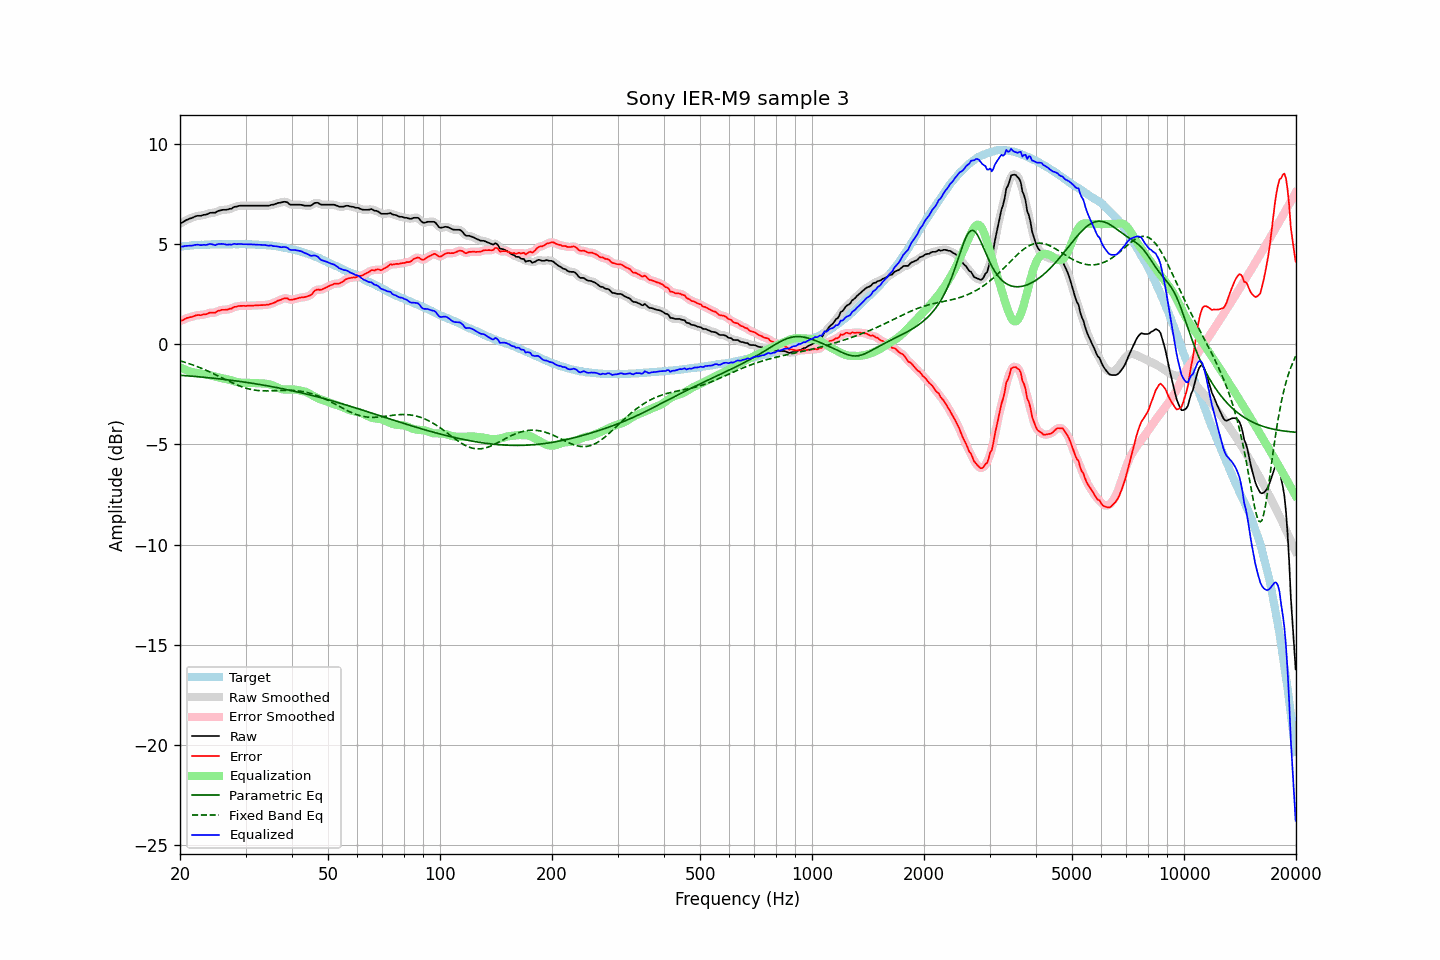 Sony IER-M9 sample 3
Amplitude (dBr)
10
5
0
−5
−10
−15
−20
−25
Target
Raw Smoothed
Error Smoothed
Raw
Error
Equalization
Parametric Eq
Fixed Band Eq
Equalized
20
50
100
200
500
1000
2000
5000
10000
20000
Frequency (Hz)